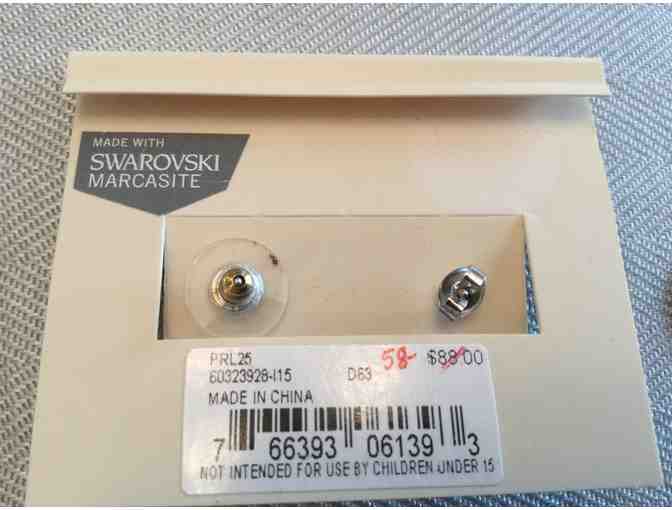 MADE WITH
SWAROVSKI
MARCASITE
PRL25 58- $88.00
60323928-I15 D63
MADE IN CHINA
7 66393 06139 3
NOT INTENDED FOR USE BY CHILDREN UNDER 15